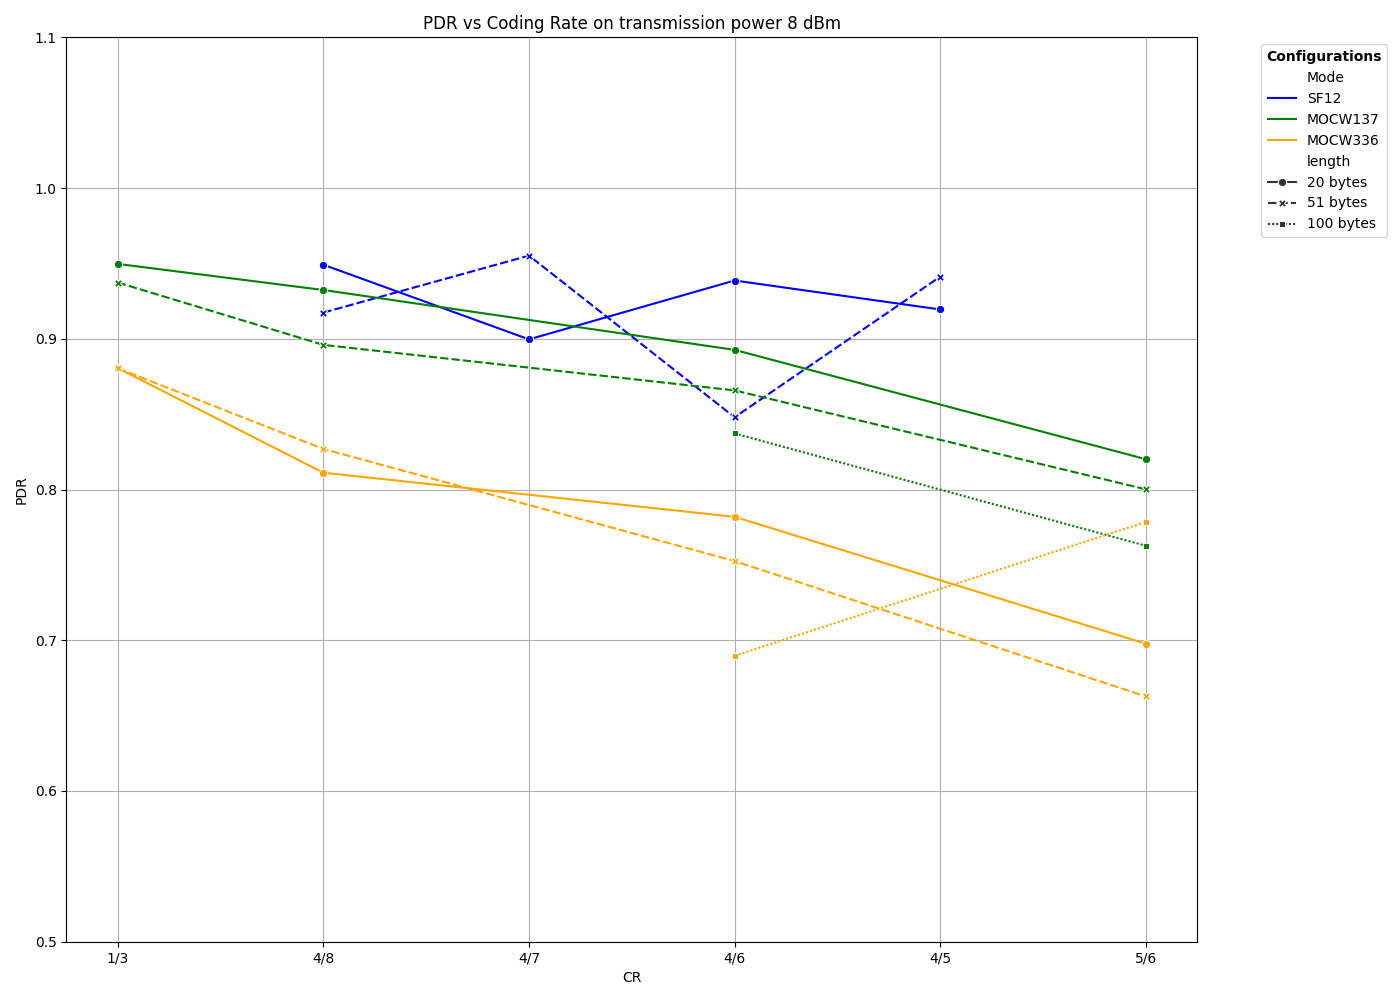 PDR vs Coding Rate on transmission power 8 dBm
1.1
1.0
0.9
0.8
0.7
0.6
0.5
PDR
1/3 4/8 4/7 4/6 4/5 5/6
CR
Configurations
Mode
SF12
MOCW137
MOCW336
length
20 bytes
51 bytes
100 bytes